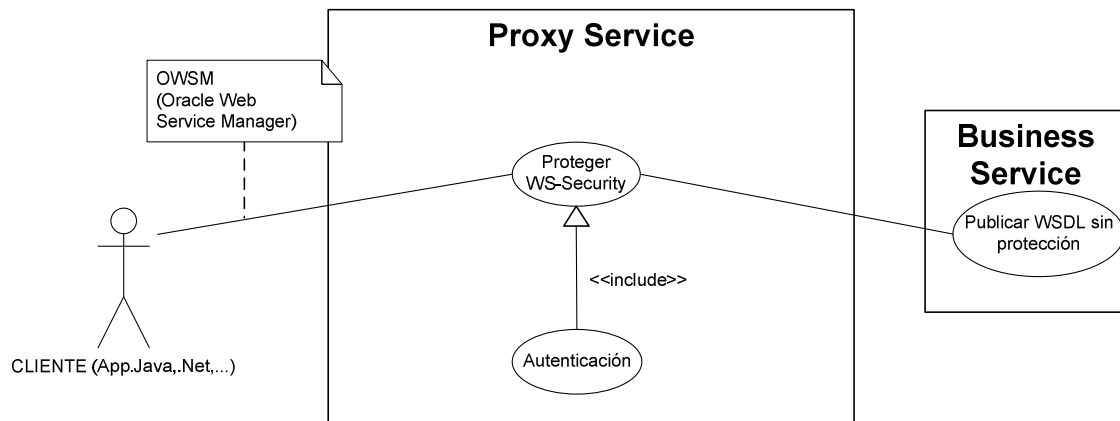 Proxy Service
OWSM
(Oracle Web
Service Manager)
Business
Service
Proteger
WS-Security
Publicar WSDL sin
protección
<<include>>
Autenticación
CLIENTE (App.Java,.Net,...)